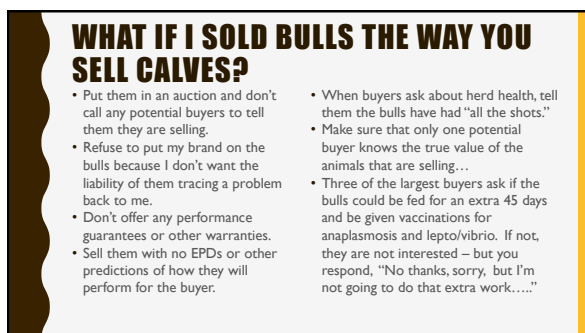 WHAT IF I SOLD BULLS THE WAY YOU
SELL CALVES?
• Put them in an auction and don't
call any potential buyers to tell
them they are selling.
• Refuse to put my brand on the
bulls because I don't want the
liability of them tracing a problem
back to me.
• Don't offer any performance
guarantees or other warranties.
• Sell them with no EPDs or other
predictions of how they will
perform for the buyer.
• When buyers ask about herd health, tell
them the bulls have had "all the shots."
• Make sure that only one potential
buyer knows the true value of the
animals that are selling…
• Three of the largest buyers ask if the
bulls could be fed for an extra 45 days
and be given vaccinations for
anaplasmosis and lepto/vibrio.  If not,
they are not interested – but you
respond, "No thanks, sorry,  but I'm
not going to do that extra work….."